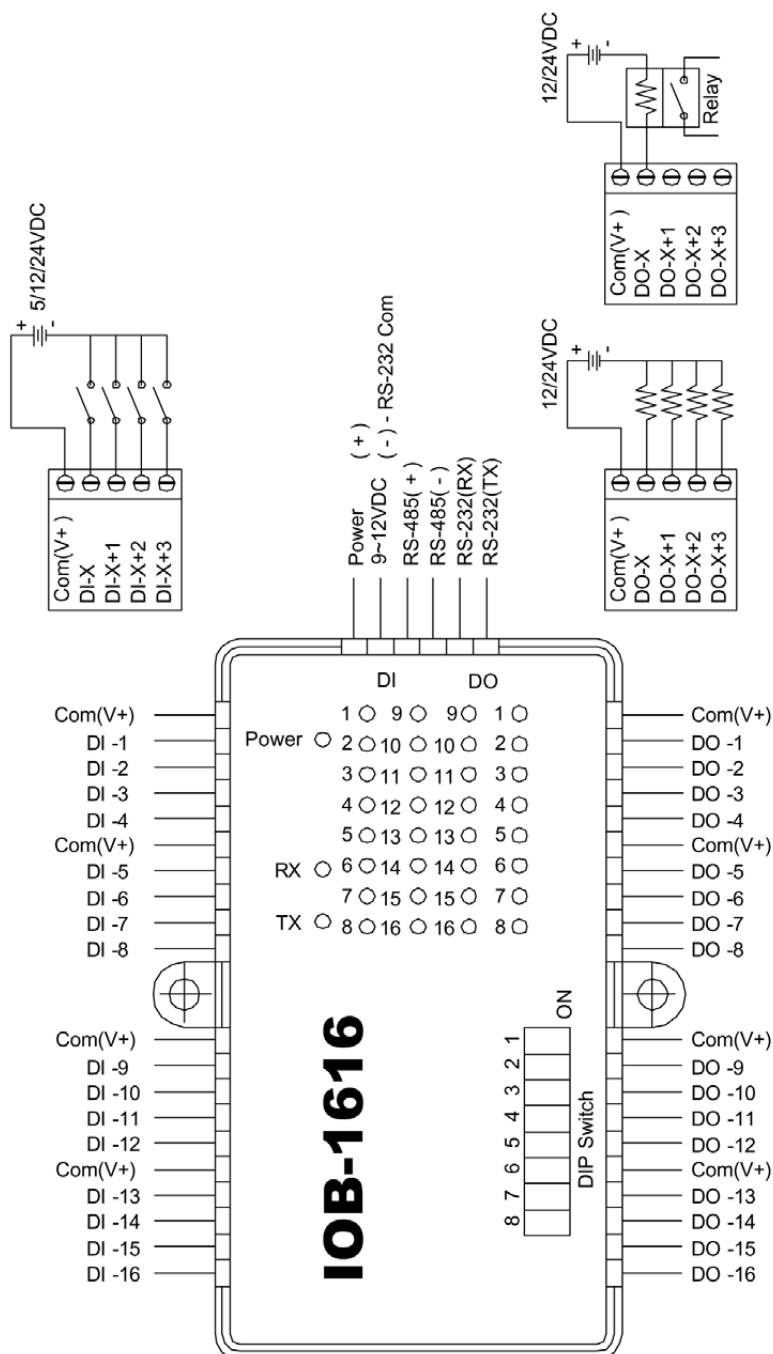 12/24VDC
+ -
Relay
Com(V+)
DO-X
DO-X+1
DO-X+2
DO-X+3
5/12/24VDC
+ -
Com(V+)
DI-X
DI-X+1
DI-X+2
DI-X+3
12/24VDC
+ -
Com(V+)
DO-X
DO-X+1
DO-X+2
DO-X+3
Power (+)
9~12VDC (-) - RS-232 Com
RS-485(+)
RS-485(-)
RS-232(RX)
RS-232(TX)
DI DO
1 9 9 1
Power 2 10 10 2
3 11 11 3
4 12 12 4
5 13 13 5
RX 6 14 14 6
7 15 15 7
TX 8 16 16 8
Com(V+)
DI -1
DI -2
DI -3
DI -4
Com(V+)
DI -5
DI -6
DI -7
DI -8
Com(V+)
DI -9
DI -10
DI -11
DI -12
Com(V+)
DI -13
DI -14
DI -15
DI -16
Com(V+)
DO -1
DO -2
DO -3
DO -4
Com(V+)
DO -5
DO -6
DO -7
DO -8
Com(V+)
DO -9
DO -10
DO -11
DO -12
Com(V+)
DO -13
DO -14
DO -15
DO -16
IOB-1616
ON
1
2
3
4
5
6
7
8
DIP Switch